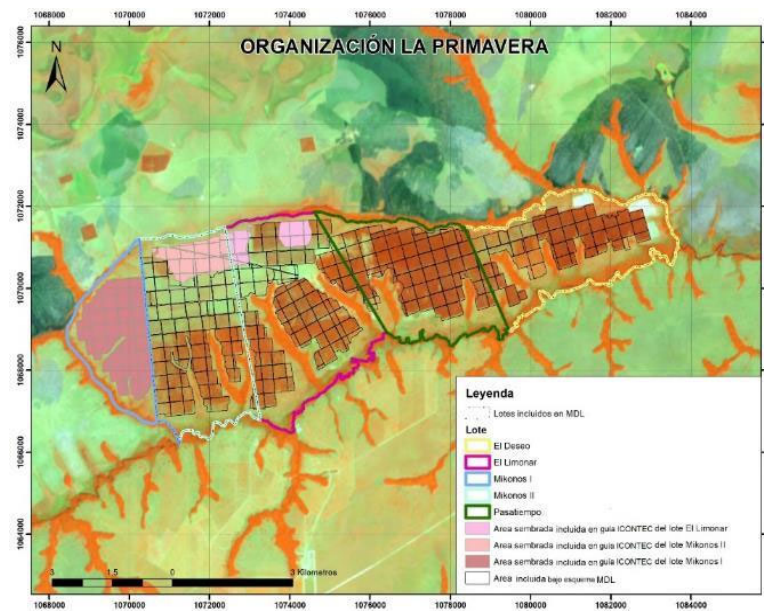 1068000 1070000 1072000 1074000 1076000 1078000 1080000 1082000 1084000
ORGANIZACIÓN LA PRIMAVERA
N
1076000
1074000
1072000
1070000
1068000
1066000
1064000
Leyenda
Lotes incluidos en MDL
Lote
El Deseo
El Limonar
Mikonos I
Mikonos II
Pasatiempo
Area sembrada incluida en guía ICONTEC del lote El Limonar
Area sembrada incluida en guía ICONTEC del lote Mikonos II
Area sembrada incluida en guía ICONTEC del lote Mikonos I
Area incluida bajo esquema MDL
3 1,5 0 3 Kilometros
1068000 1070000 1072000 1074000 1076000 1078000 1080000 1082000 1084000